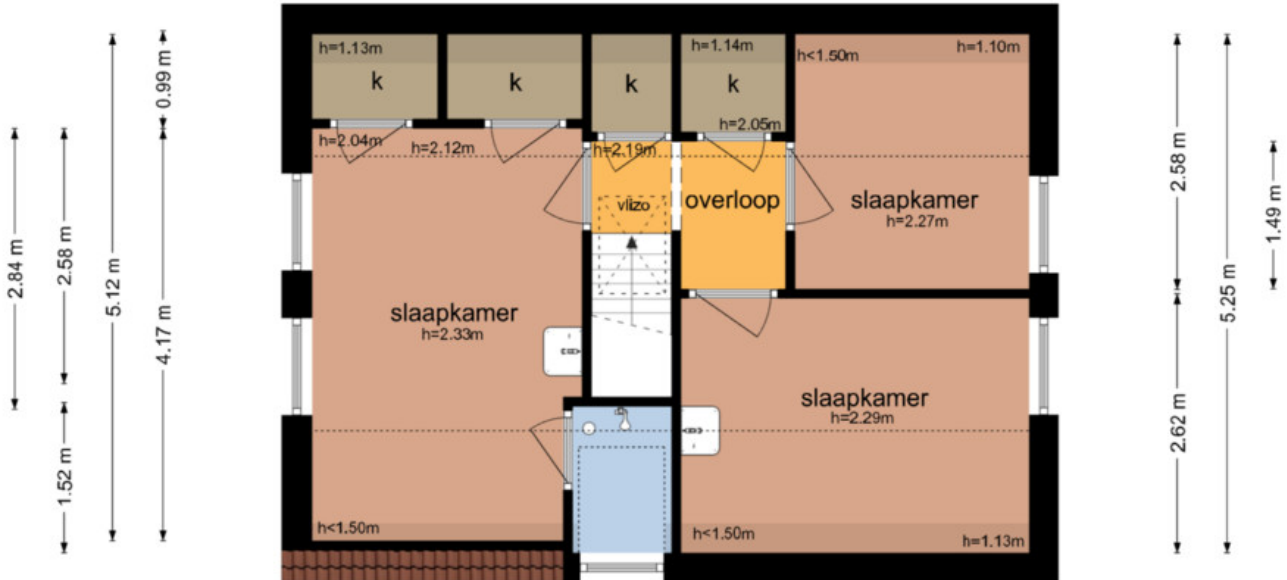 h=1.13m
k
k
k
h=1.14m
k
h=2.05m
h<1.50m
h=1.10m
h=2.04m
h=2.12m
h=2.19m
vlizo
overloop
slaapkamer
h=2.27m
slaapkamer
h=2.33m
slaapkamer
h=2.29m
h<1.50m
h<1.50m
h=1.13m
2.84 m
2.58 m
1.52 m
5.12 m
0.99 m
4.17 m
2.58 m
2.62 m
5.25 m
1.49 m